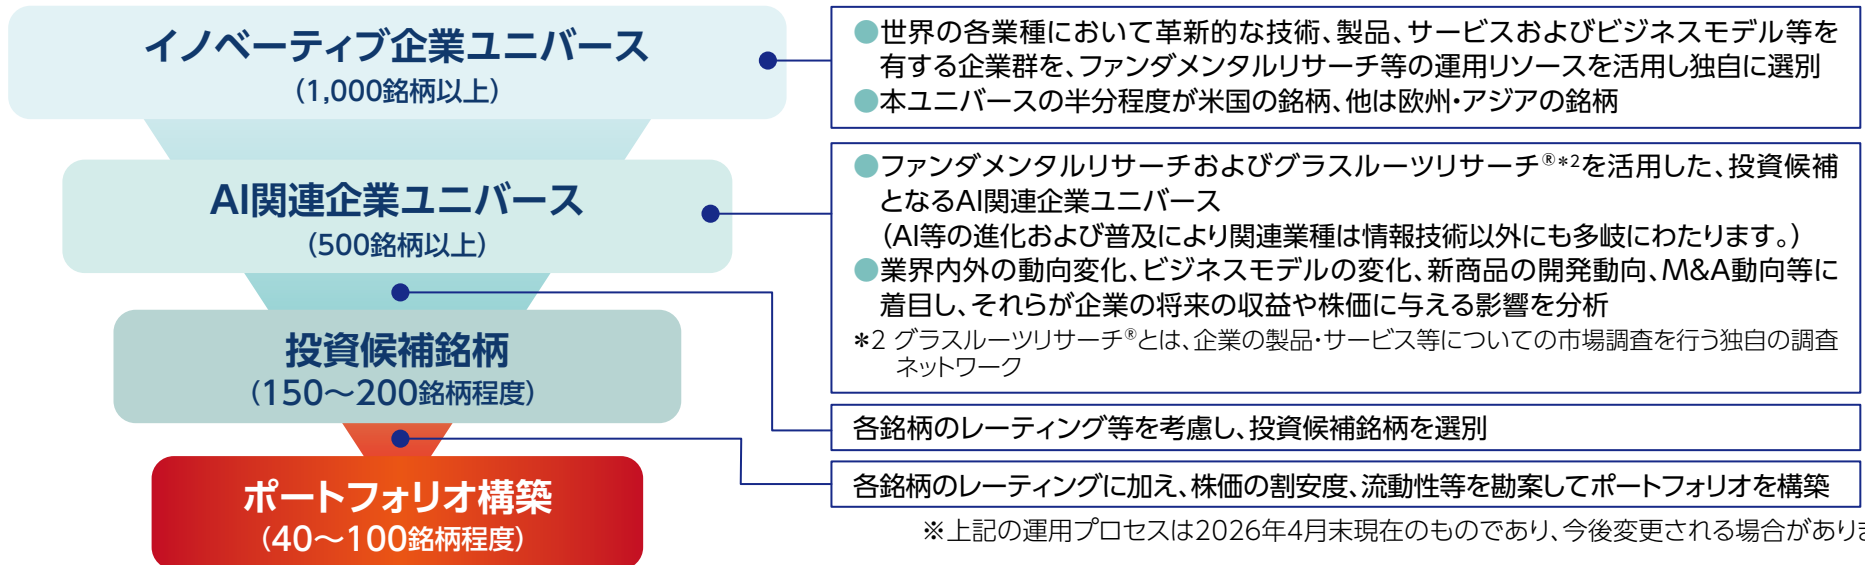 イノベーティブ企業ユニバース
(1,000銘柄以上)
●世界の各業種において革新的な技術、製品、サービスおよびビジネスモデル等を
有する企業群を、ファンダメンタルリサーチ等の運用リソースを活用し独自に選別
●本ユニバースの半分程度が米国の銘柄、他は欧州・アジアの銘柄
AI関連企業ユニバース
(500銘柄以上)
●ファンダメンタルリサーチおよびグラスルーツリサーチ®*2を活用した、投資候補
となるAI関連企業ユニバース
(AI等の進化および普及により関連業種は情報技術以外にも多岐にわたります。)
●業界内外の動向変化、ビジネスモデルの変化、新商品の開発動向、M&A動向等に
着目し、それらが企業の将来の収益や株価に与える影響を分析
*2 グラスルーツリサーチ®とは、企業の製品・サービス等についての市場調査を行う独自の調査
ネットワーク
投資候補銘柄
(150〜200銘柄程度)
各銘柄のレーティング等を考慮し、投資候補銘柄を選別
ポートフォリオ構築
(40〜100銘柄程度)
各銘柄のレーティングに加え、株価の割安度、流動性等を勘案してポートフォリオを構築
※上記の運用プロセスは2026年4月末現在のものであり、今後変更される場合があり